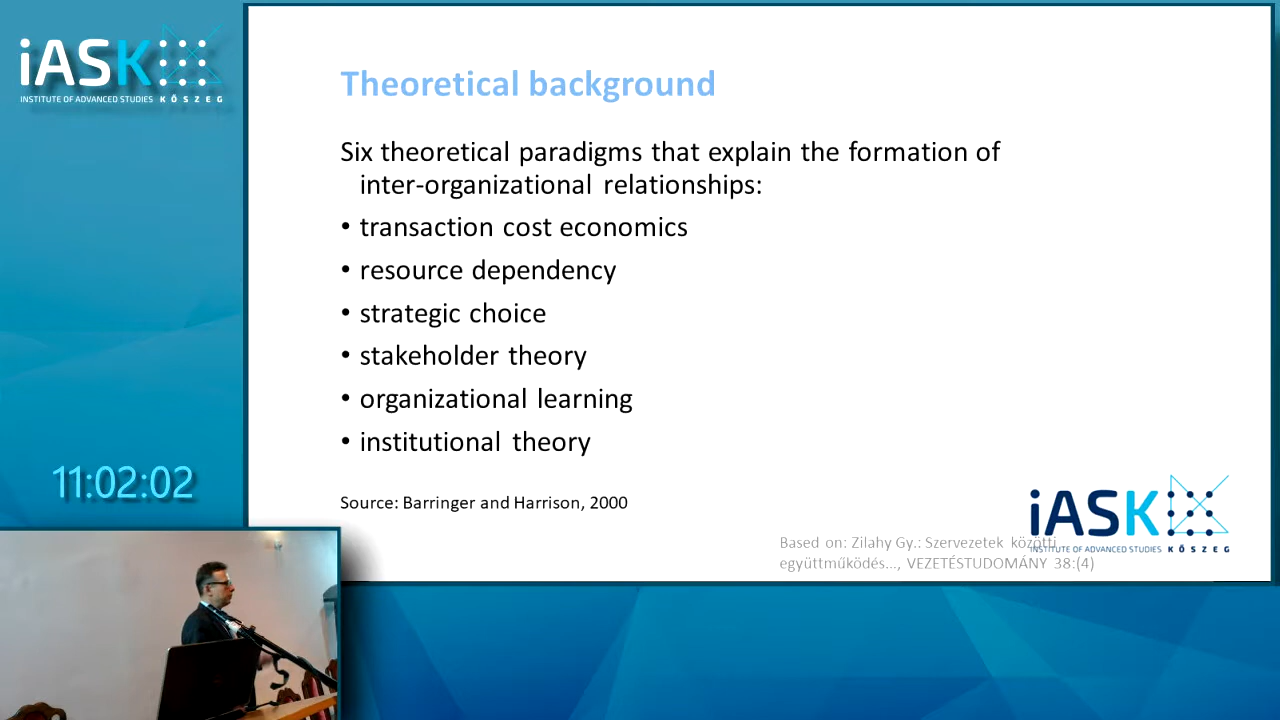 iASK
INSTITUTE OF ADVANCED STUDIES KŐSZEG
Theoretical background
Six theoretical paradigms that explain the formation of
inter-organizational relationships:
• transaction cost economics
• resource dependency
• strategic choice
• stakeholder theory
• organizational learning
• institutional theory
Source: Barringer and Harrison, 2000
11:02:02
iASK
INSTITUTE OF ADVANCED STUDIES KŐSZEG
Based on: Zilahy Gy.: Szervezetek közötti
együttműködés..., VEZETÉSTUDOMÁNY 38:(4)